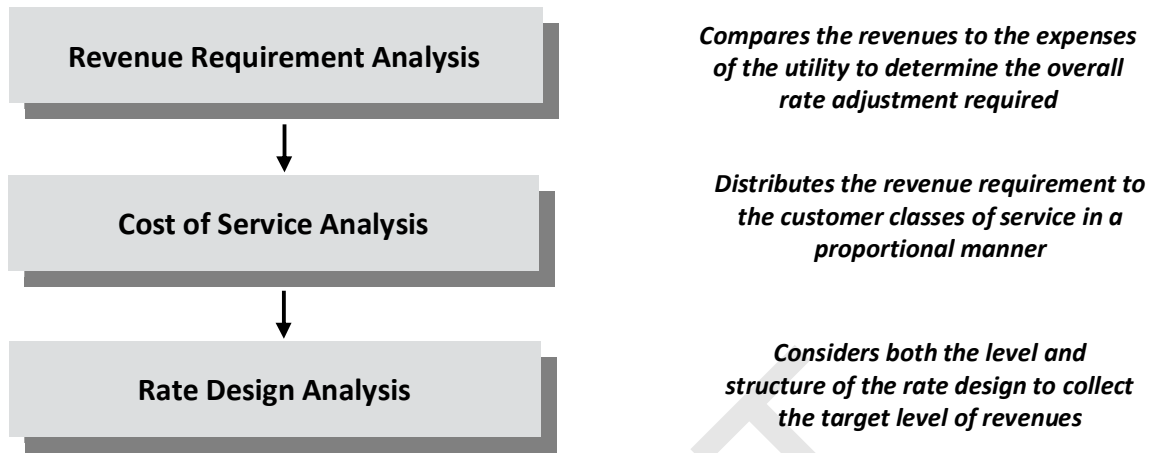 Revenue Requirement Analysis
Compares the revenues to the expenses
of the utility to determine the overall
rate adjustment required
Cost of Service Analysis
Distributes the revenue requirement to
the customer classes of service in a
proportional manner
Rate Design Analysis
Considers both the level and
structure of the rate design to collect
the target level of revenues